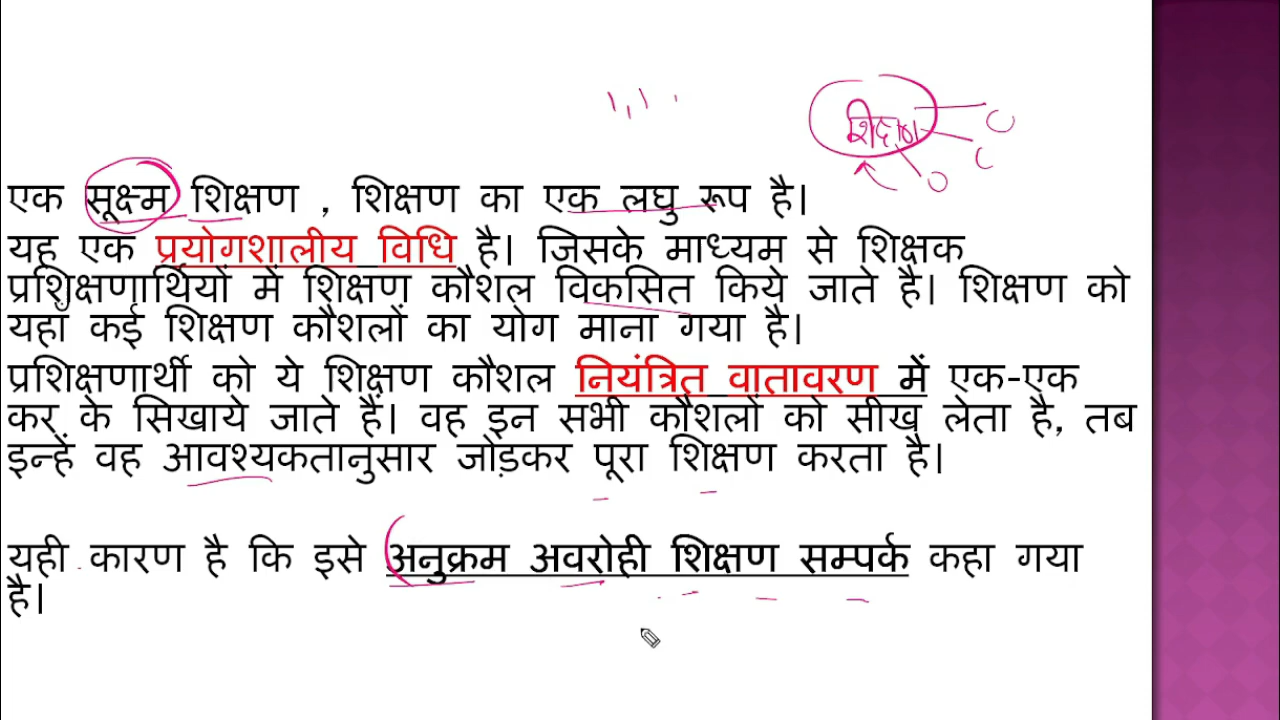 शिक्षण
एक सूक्ष्म शिक्षण , शिक्षण का एक लघु रूप है।
यह एक प्रयोगशालीय विधि है। जिसके माध्यम से शिक्षक
प्रशिक्षणार्थियों में शिक्षण कौशल विकसित किये जाते है। शिक्षण को
यहाँ कई शिक्षण कौशलों का योग माना गया है।
प्रशिक्षणार्थी को ये शिक्षण कौशल नियंत्रित वातावरण में एक-एक
कर के सिखाये जाते हैं। वह इन सभी कौशलों को सीख लेता है, तब
इन्हें वह आवश्यकतानुसार जोड़कर पूरा शिक्षण करता है।
यही कारण है कि इसे अनुक्रम अवरोही शिक्षण सम्पर्क कहा गया
है।